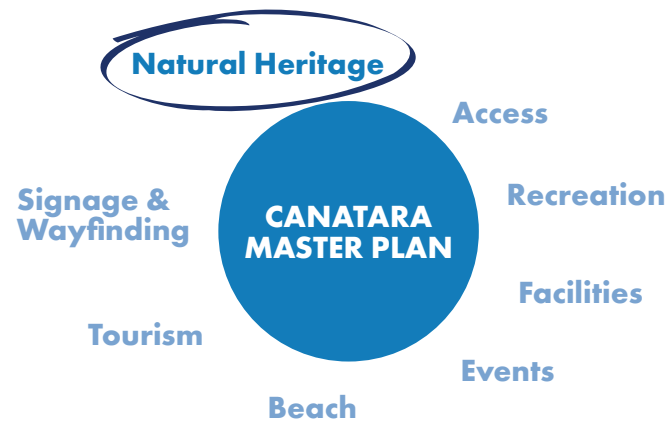 Natural Heritage
Access
Recreation
Facilities
Events
Beach
Tourism
Signage &
Wayfinding
CANATARA
MASTER PLAN